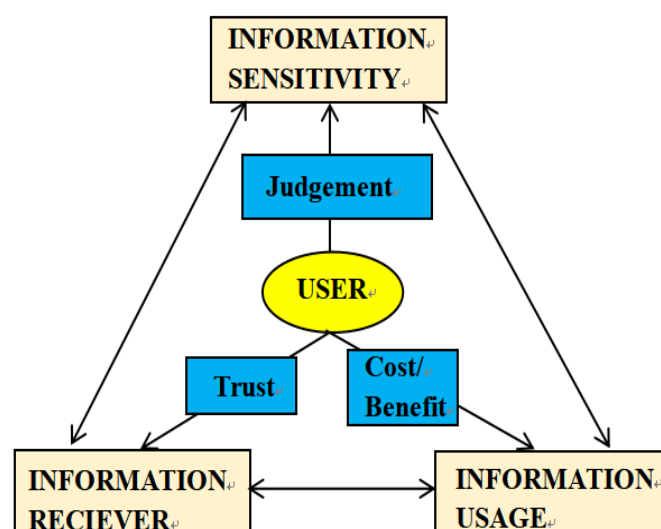 INFORMATION
SENSITIVITY
Judgement
USER
Trust
Cost/
Benefit
INFORMATION
RECIEVER
INFORMATION
USAGE